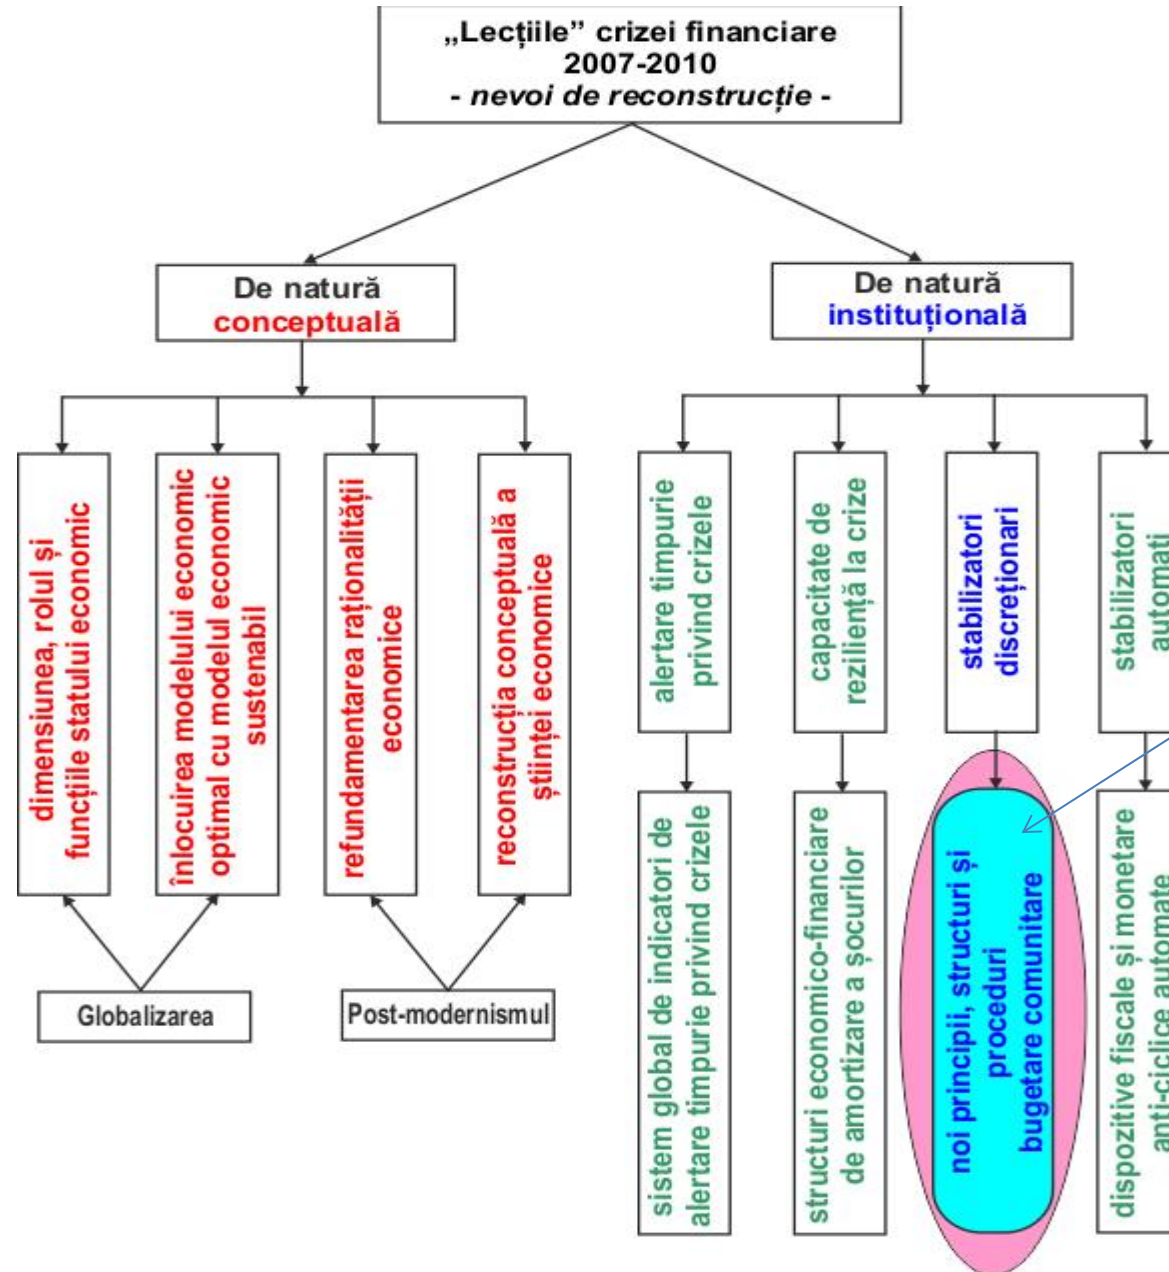 „Lecțiile” crizei financiare
2007-2010
- nevoi de reconstrucție -
De natură
conceptuală
De natură
instituțională
dimensiunea, rolul și
funcțiile statului economic
înlocuirea modelului economic
optimal cu modelul economic
sustenabil
refundamentarea raționalității
economice
reconstrucția conceptuală a
științei economice
alertare timpurie
privind crizele
capacitate de
reziliență la crize
stabilizatori
discreționari
stabilizatori
automați
Globalizarea
Post-modernismul
sistem global de indicatori de
alertare timpurie privind crizele
structuri economico-financiare
de amortizare a șocurilor
noi principii, structuri și
proceduri
bugetare comunitare
dispozitive fiscale și monetare
anti-ciclice automate